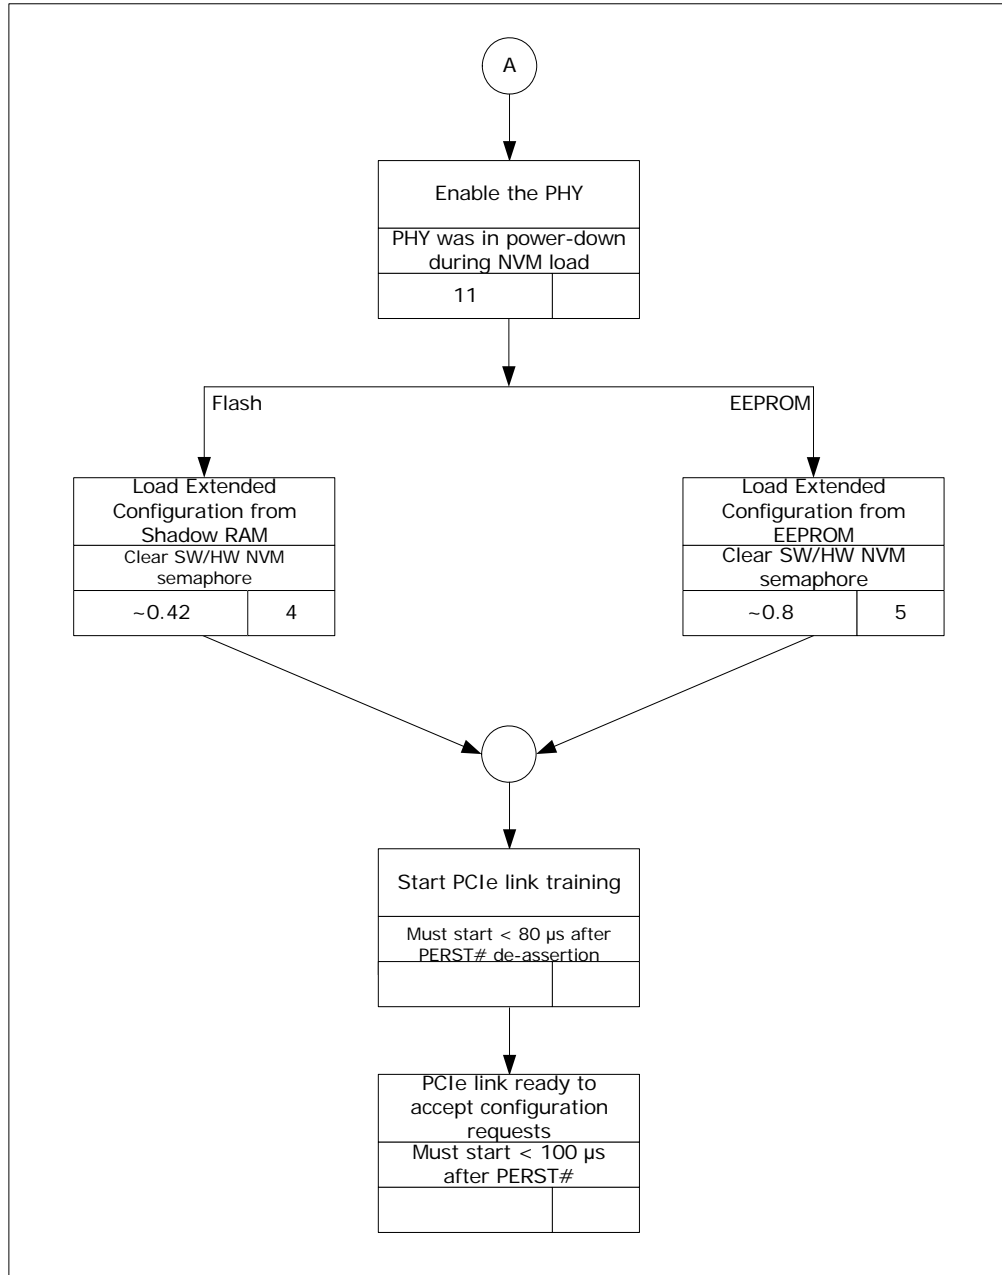 A
Enable the PHY
PHY was in power-down
during NVM load
11
Flash
EEPROM
Load Extended
Configuration from
Shadow RAM
Clear SW/HW NVM
semaphore
~0.42
4
Load Extended
Configuration from
EEPROM
Clear SW/HW NVM
semaphore
~0.8
5
Start PCIe link training
Must start < 80 µs after
PERST# de-assertion
PCIe link ready to
accept configuration
requests
Must start < 100 µs
after PERST#